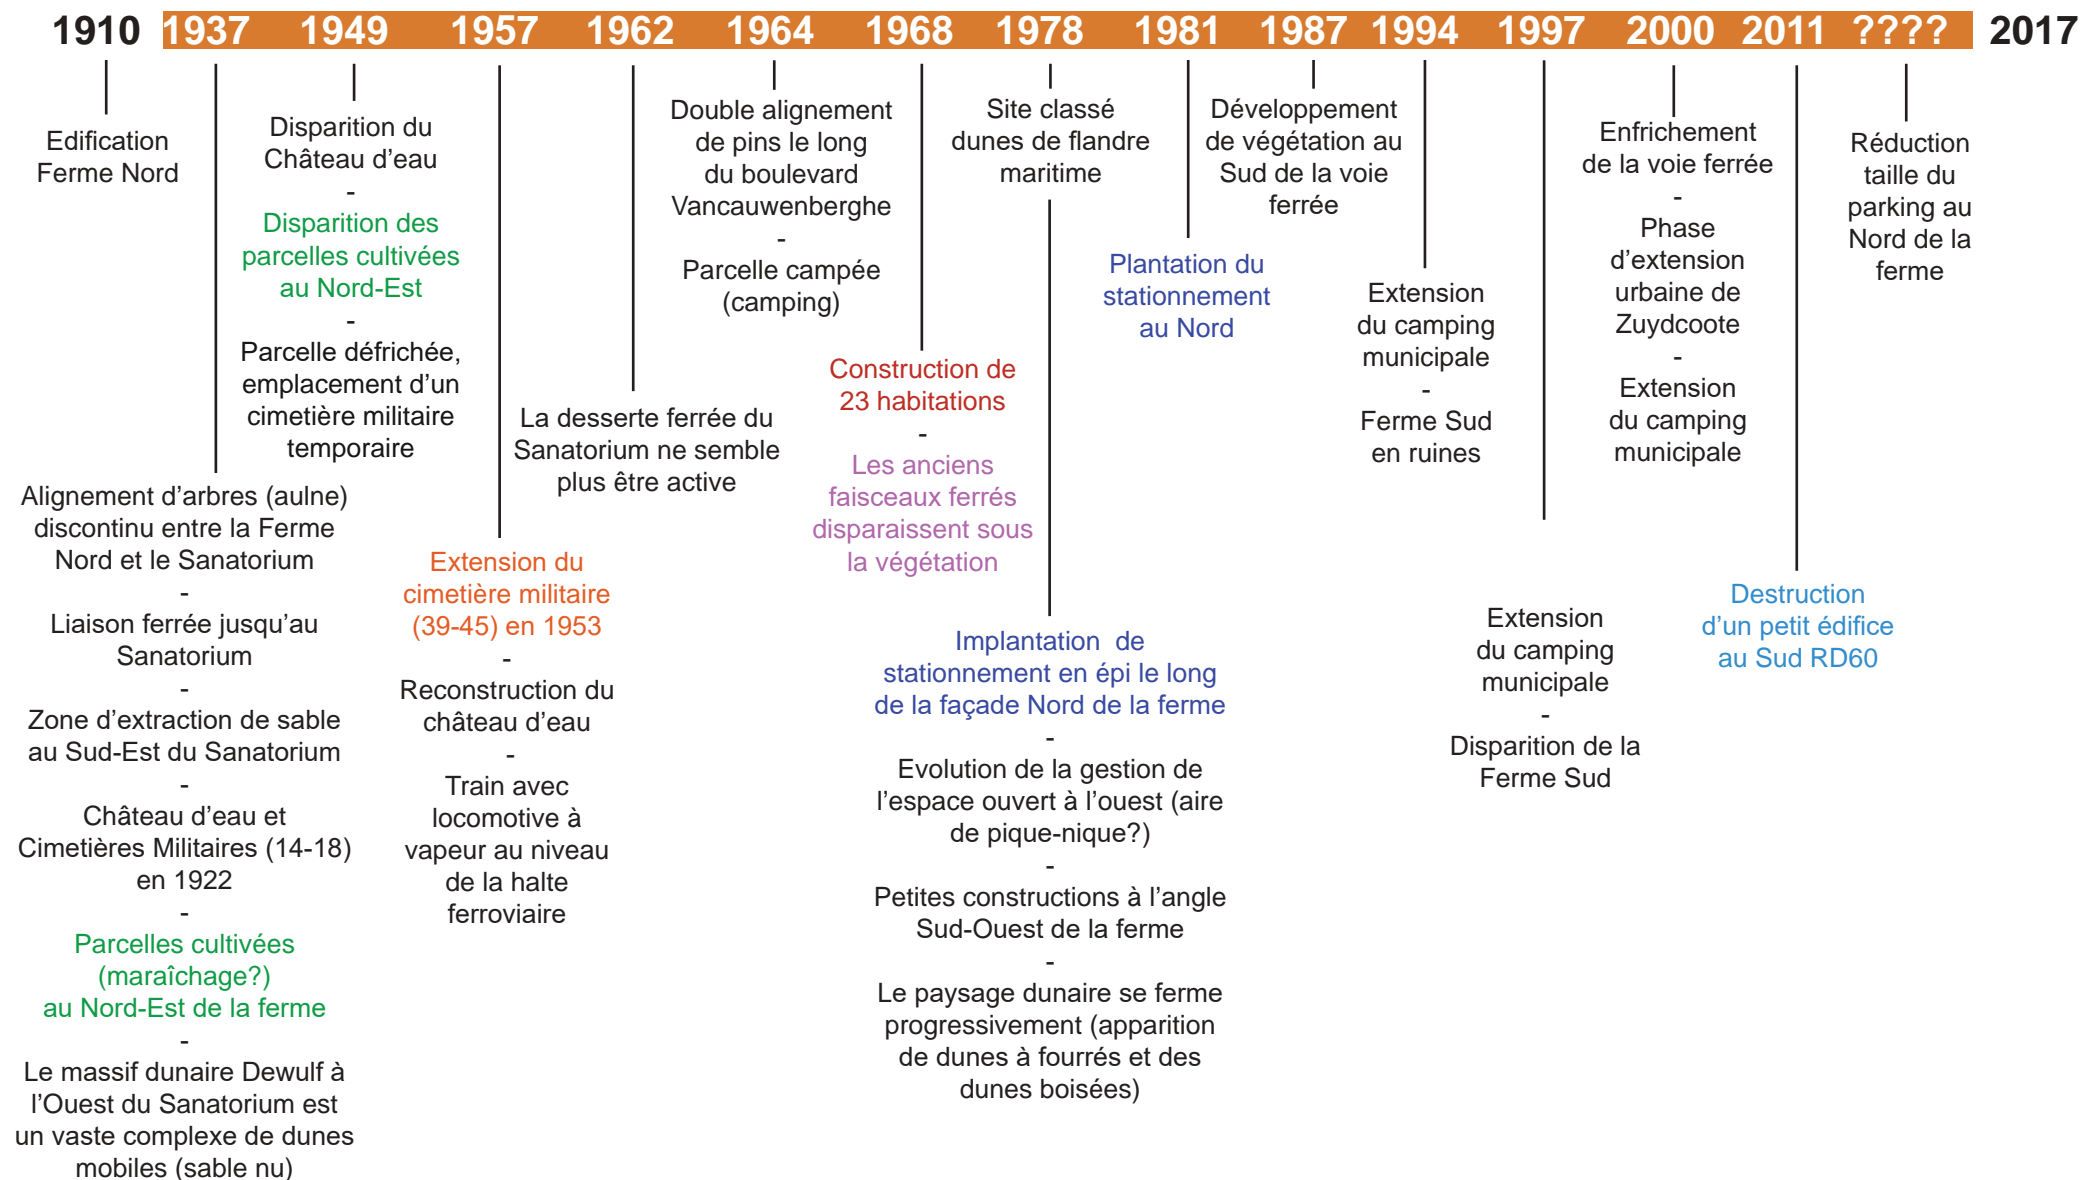 1910 1937 1949 1957 1962 1964 1968 1978 1981 1987 1994 1997 2000 2011 ???? 2017
Edification
Ferme Nord
Alignement d’arbres (aulne)
discontinu entre la Ferme
Nord et le Sanatorium
-
Liaison ferrée jusqu’au
Sanatorium
-
Zone d’extraction de sable
au Sud-Est du Sanatorium
-
Château d’eau et
Cimetières Militaires (14-18)
en 1922
-
Parcelles cultivées
(maraîchage?)
au Nord-Est de la ferme
-
Le massif dunaire Dewulf à
l’Ouest du Sanatorium est
un vaste complexe de dunes
mobiles (sable nu)
Disparition du
Château d’eau
-
Disparition des
parcelles cultivées
au Nord-Est
-
Parcelle défrichée,
emplacement d’un
cimetière militaire
temporaire
Extension du
cimetière militaire
(39-45) en 1953
-
Reconstruction du
château d’eau
-
Train avec
locomotive à
vapeur au niveau
de la halte
ferroviaire
La desserte ferrée du
Sanatorium ne semble
plus être active
Double alignement
de pins le long
du boulevard
Vancauwenberghe
-
Parcelle campée
(camping)
Construction de
23 habitations
-
Les anciens
faisceaux ferrés
disparaissent sous
la végétation
Site classé
dunes de flandre
maritime
Implantation  de
stationnement en épi le long
de la façade Nord de la ferme
-
Evolution de la gestion de
l’espace ouvert à l’ouest (aire
de pique-nique?)
-
Petites constructions à l’angle
Sud-Ouest de la ferme
-
Le paysage dunaire se ferme
progressivement (apparition
de dunes à fourrés et des
dunes boisées)
Plantation du
stationnement
au Nord
Développement
de végétation au
Sud de la voie
ferrée
Extension
du camping
municipale
-
Ferme Sud
en ruines
Extension
du camping
municipale
-
Disparition de la
Ferme Sud
Enfrichement
de la voie ferrée
-
Phase
d’extension
urbaine de
Zuydcoote
-
Extension
du camping
municipale
Destruction
d’un petit édifice
au Sud RD60
Réduction
taille du
parking au
Nord de la
ferme